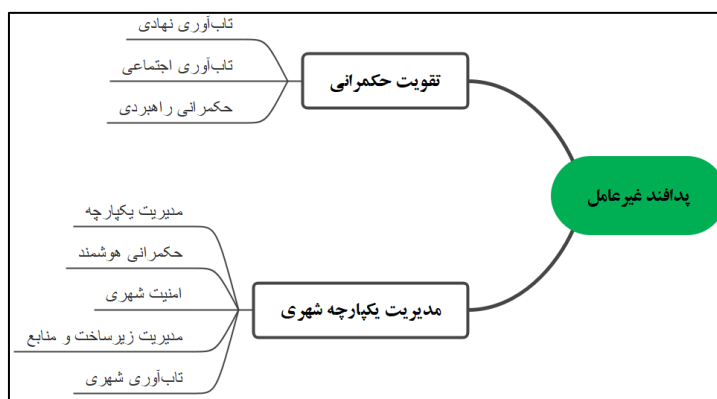 پدافند غیرعامل
تقویت حکمرانی
تاب‌آوری نهادی
تاب‌آوری اجتماعی
حکمرانی راهبردی
مدیریت یکپارچه شهری
مدیریت یکپارچه
حکمرانی هوشمند
امنیت شهری
مدیریت زیرساخت و منابع
تاب‌آوری شهری